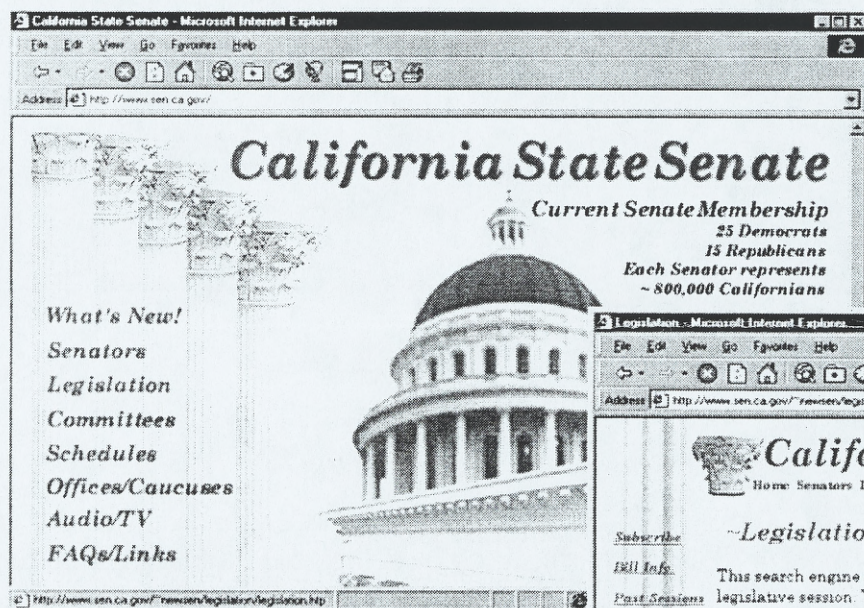 California State Senate - Microsoft Internet Explorer
File Edit View Go Favorites Help
Address http://www.sen.ca.gov/
California State Senate
Current Senate Membership
25 Democrats
15 Republicans
Each Senator represents
~ 800,000 Californians
What's New!
Senators
Legislation
Committees
Schedules
Offices/Caucuses
Audio/TV
FAQs/Links
http://www.sen.ca.gov/~newsen/legislation/legislation.htp
Legislation - Microsoft Internet Explorer
File Edit View Go Favorites Help
Address http://www.sen.ca.gov/~newsen/legis
Califo
Home Senators
~Legislatio
Subscribe
Bill Info.
Past Sessions
This search engine
legislative session